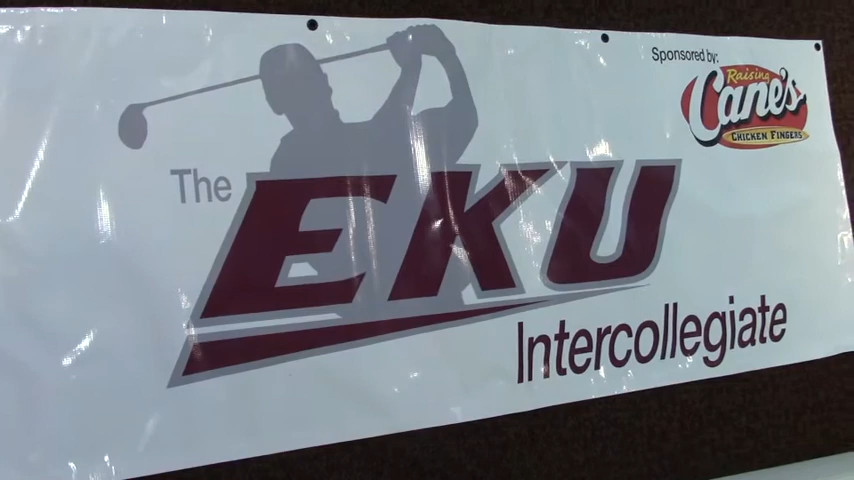 Sponsored by:
Raising
Cane's
CHICKEN FINGERS
The
EKU
Intercollegiate